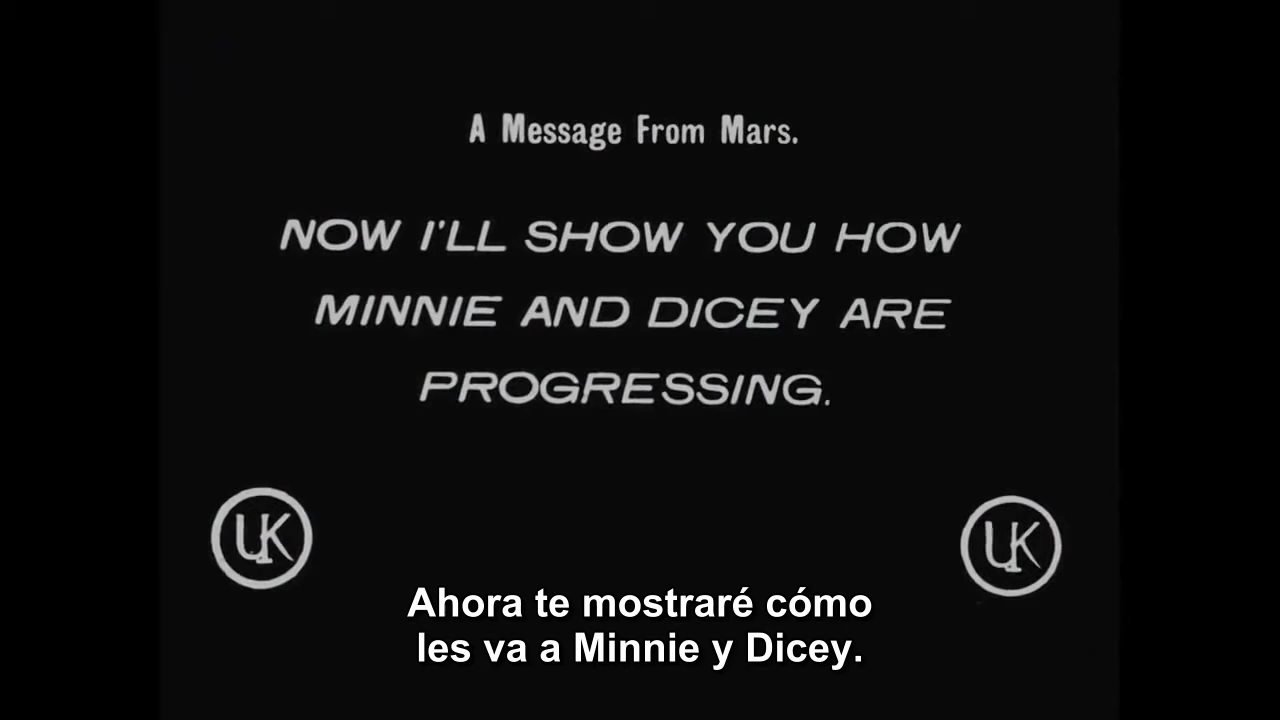 A Message From Mars.
NOW I'LL SHOW YOU HOW
MINNIE AND DICEY ARE
PROGRESSING.
UK
UK
Ahora te mostraré cómo
les va a Minnie y Dicey.